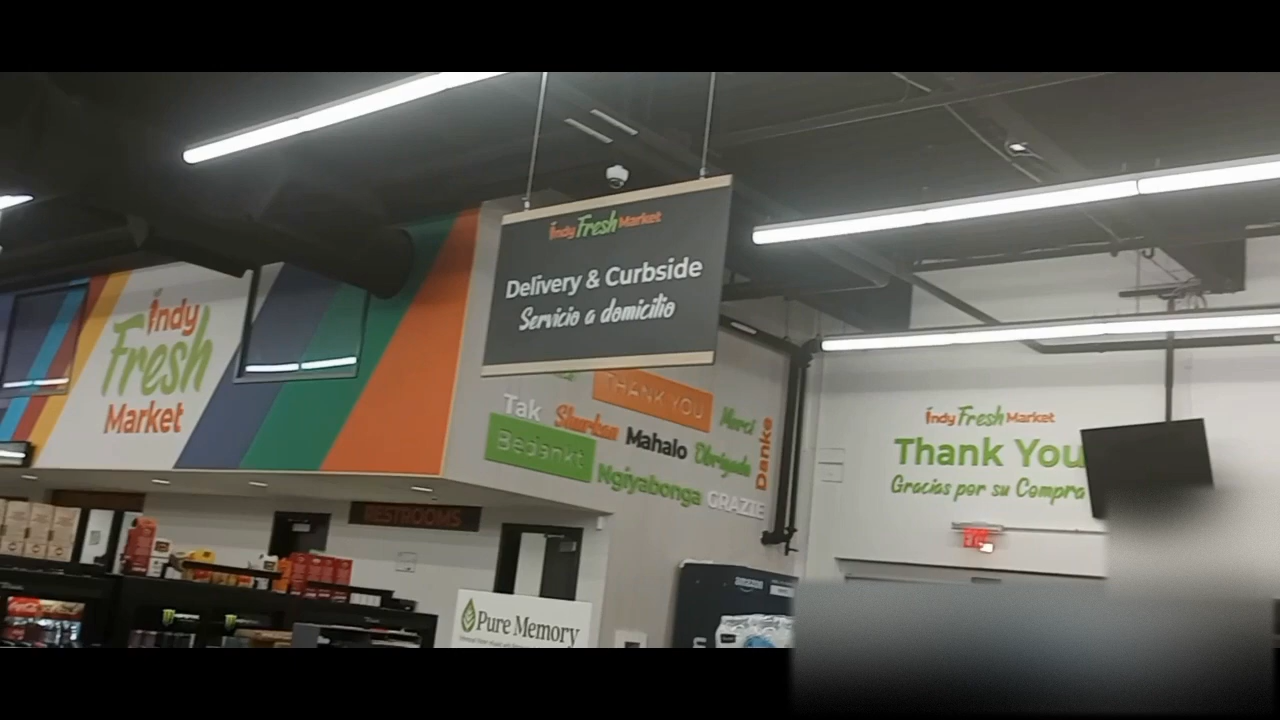 indy
Fresh
Market
indy Fresh Market
Delivery & Curbside
Servicio a domicilio
THANK YOU
Tak
Shukran
Mahalo
Merci
Danke
Bedankt
Obrigado
Ngiyabonga
GRAZIE
indy Fresh Market
Thank You
Gracias por su Compra
EXIT
RESTROOMS
Pure Memory
amazon